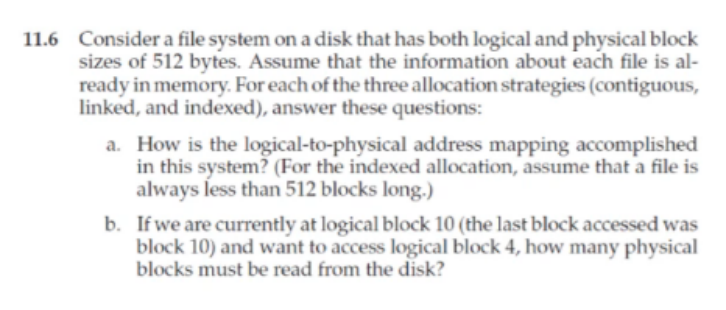 11.6 Consider a file system on a disk that has both logical and physical block
sizes of 512 bytes. Assume that the information about each file is al-
ready in memory. For each of the three allocation strategies (contiguous,
linked, and indexed), answer these questions:
a. How is the logical-to-physical address mapping accomplished
in this system? (For the indexed allocation, assume that a file is
always less than 512 blocks long.)
b. If we are currently at logical block 10 (the last block accessed was
block 10) and want to access logical block 4, how many physical
blocks must be read from the disk?